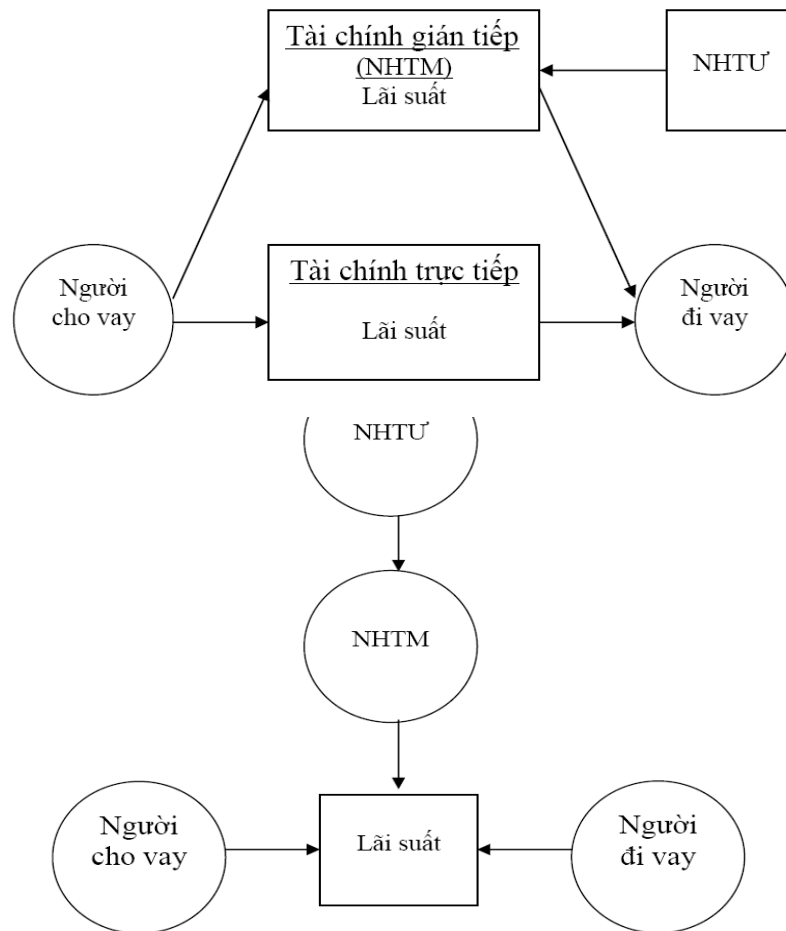 Tài chính gián tiếp
(NHTM)
Lãi suất
NHTƯ
Người
cho vay
Tài chính trực tiếp
Lãi suất
Người
đi vay
NHTƯ
NHTM
Người
cho vay
Lãi suất
Người
đi vay